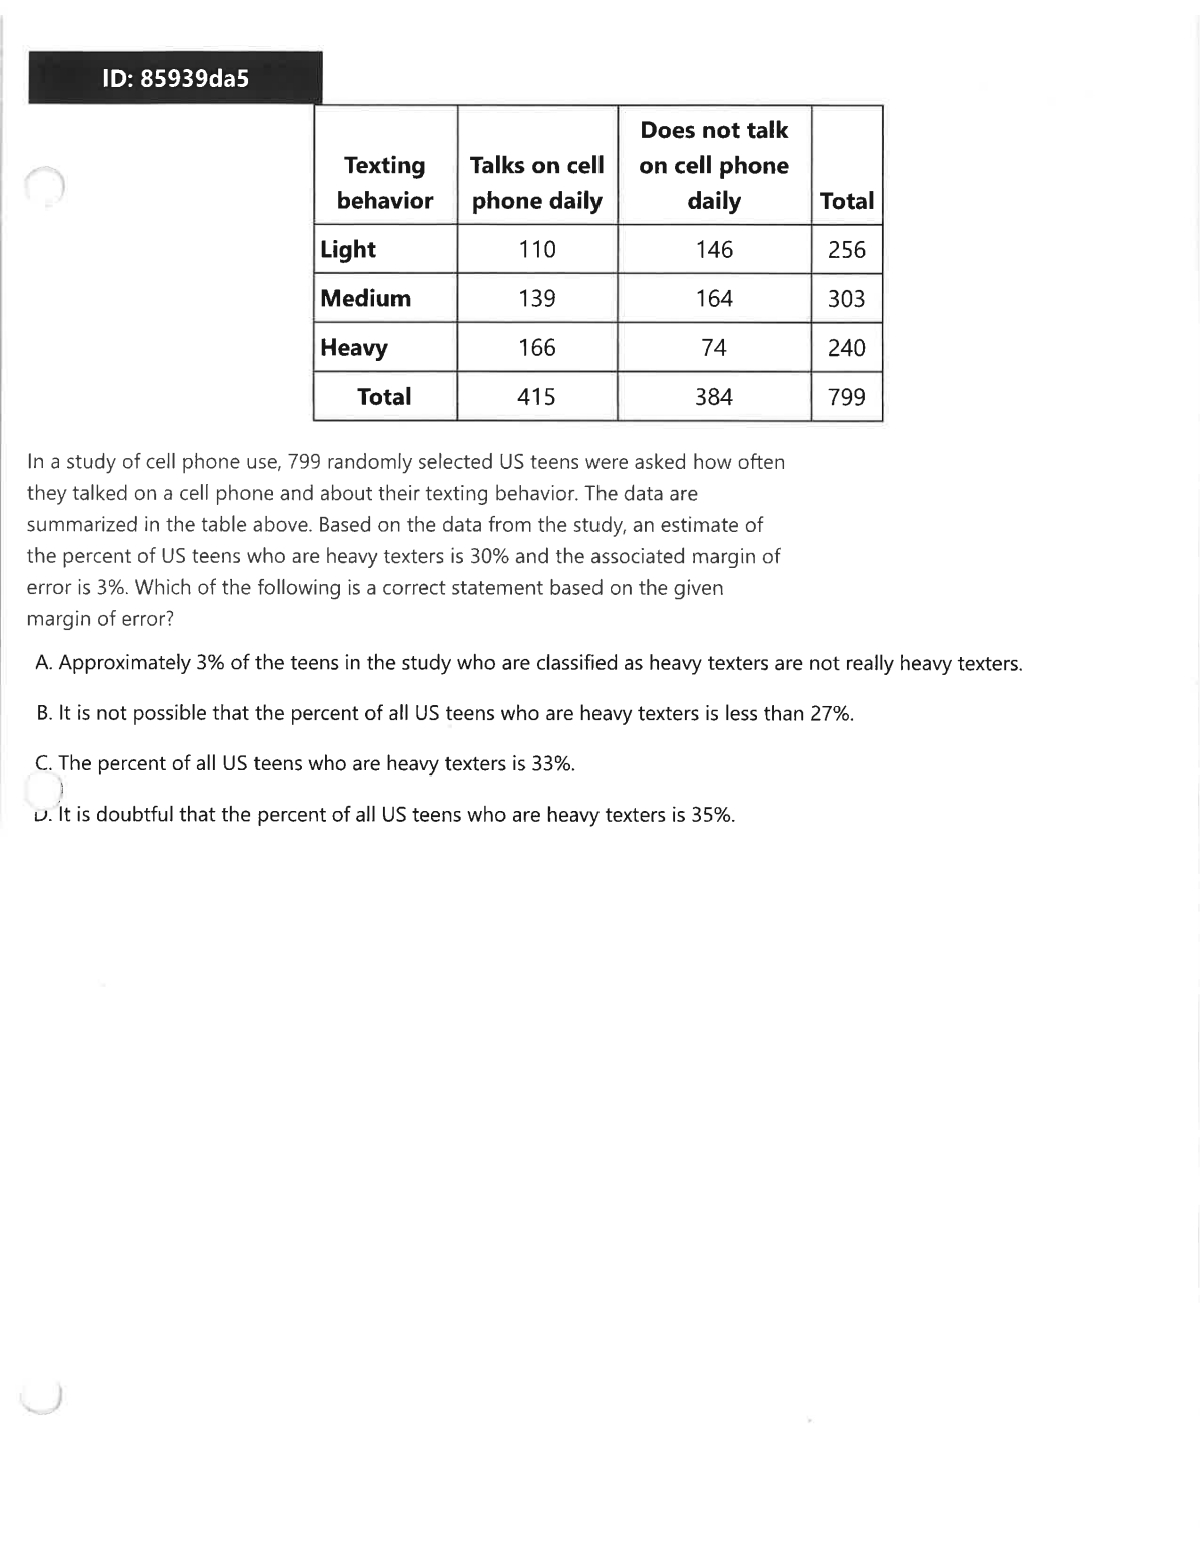 ID: 85939da5
Texting behavior Talks on cell phone daily Does not talk on cell phone daily Total
Light 110 146 256
Medium 139 164 303
Heavy 166 74 240
Total 415 384 799
In a study of cell phone use, 799 randomly selected US teens were asked how often
they talked on a cell phone and about their texting behavior. The data are
summarized in the table above. Based on the data from the study, an estimate of
the percent of US teens who are heavy texters is 30% and the associated margin of
error is 3%. Which of the following is a correct statement based on the given
margin of error?
A. Approximately 3% of the teens in the study who are classified as heavy texters are not really heavy texters.
B. It is not possible that the percent of all US teens who are heavy texters is less than 27%.
C. The percent of all US teens who are heavy texters is 33%.
D. It is doubtful that the percent of all US teens who are heavy texters is 35%.